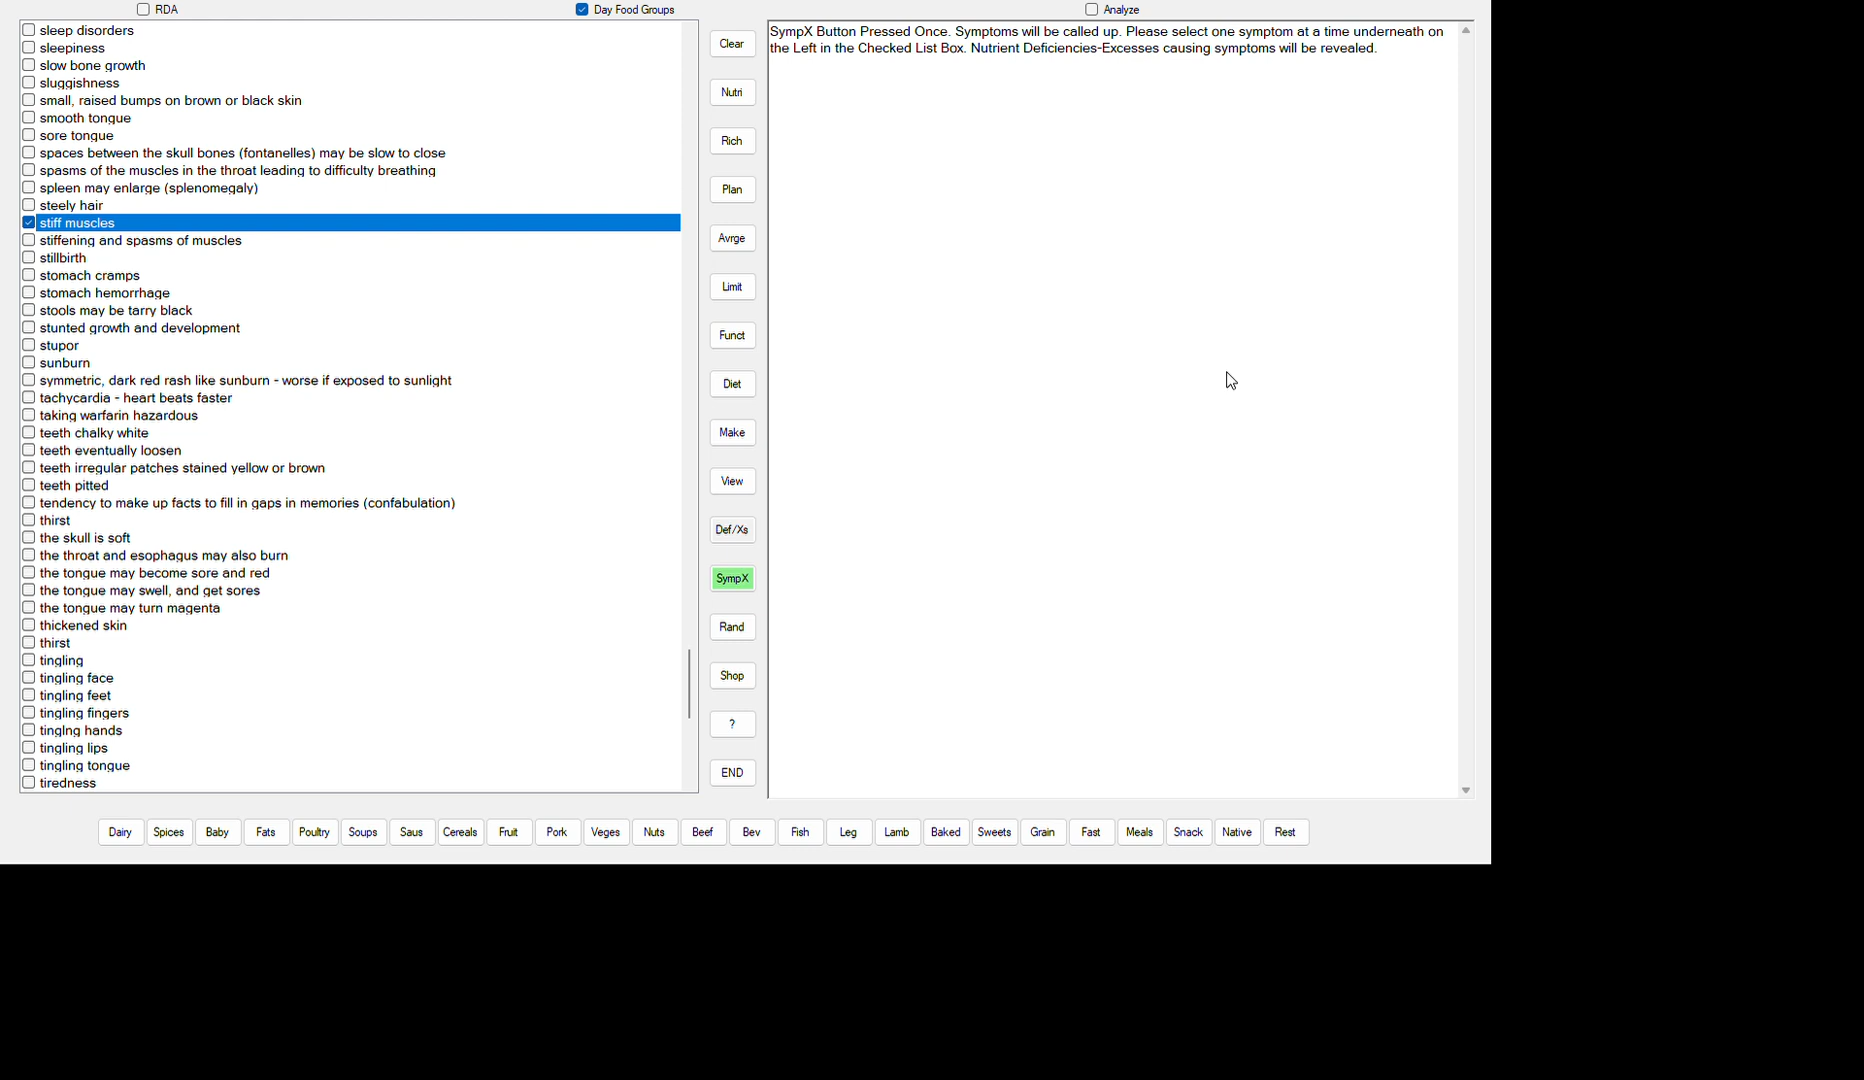 RDA
Day Food Groups
Analyze
sleep disorders
sleepiness
slow bone growth
sluggishness
small, raised bumps on brown or black skin
smooth tongue
sore tongue
spaces between the skull bones (fontanelles) may be slow to close
spasms of the muscles in the throat leading to difficulty breathing
spleen may enlarge (splenomegaly)
steely hair
stiff muscles
stiffening and spasms of muscles
stillbirth
stomach cramps
stomach hemorrhage
stools may be tarry black
stunted growth and development
stupor
sunburn
symmetric, dark red rash like sunburn - worse if exposed to sunlight
tachycardia - heart beats faster
taking warfarin hazardous
teeth chalky white
teeth eventually loosen
teeth irregular patches stained yellow or brown
teeth pitted
tendency to make up facts to fill in gaps in memories (confabulation)
thirst
the skull is soft
the throat and esophagus may also burn
the tongue may become sore and red
the tongue may swell, and get sores
the tongue may turn magenta
thickened skin
thirst
tingling
tingling face
tingling feet
tingling fingers
tinglng hands
tingling lips
tingling tongue
tiredness
Clear
Nutri
Rich
Plan
Avrge
Limit
Funct
Diet
Make
View
Def/Xs
SympX
Rand
Shop
?
END
SympX Button Pressed Once. Symptoms will be called up. Please select one symptom at a time underneath on
the Left in the Checked List Box. Nutrient Deficiencies-Excesses causing symptoms will be revealed.
Dairy Spices Baby Fats Poultry Soups Saus Cereals Fruit Pork Veges Nuts Beef Bev Fish Leg Lamb Baked Sweets Grain Fast Meals Snack Native Rest